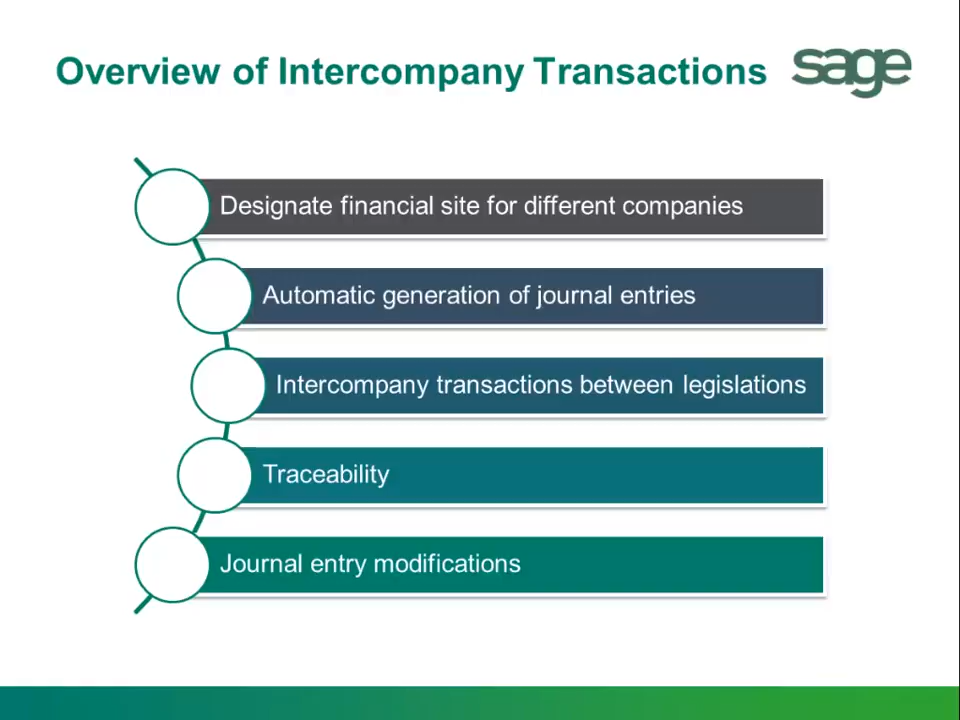 Overview of Intercompany Transactions
sage
Designate financial site for different companies
Automatic generation of journal entries
Intercompany transactions between legislations
Traceability
Journal entry modifications